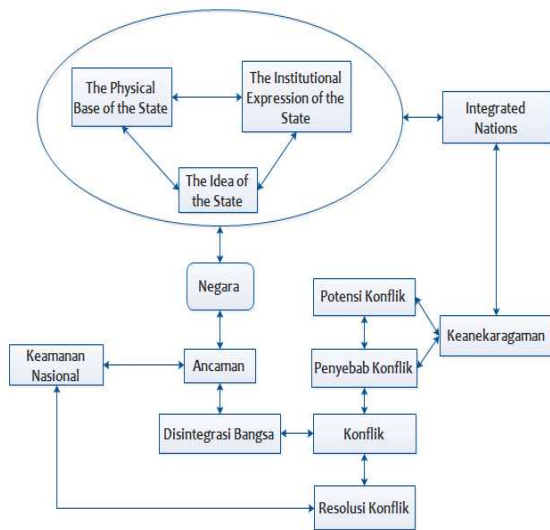 The Physical
Base of the State
The Institutional
Expression of the
State
Integrated
Nations
The Idea of
the State
Negara
Potensi Konflik
Keanekaragaman
Keamanan
Nasional
Ancaman
Penyebab Konflik
Disintegrasi Bangsa
Konflik
Resolusi Konflik